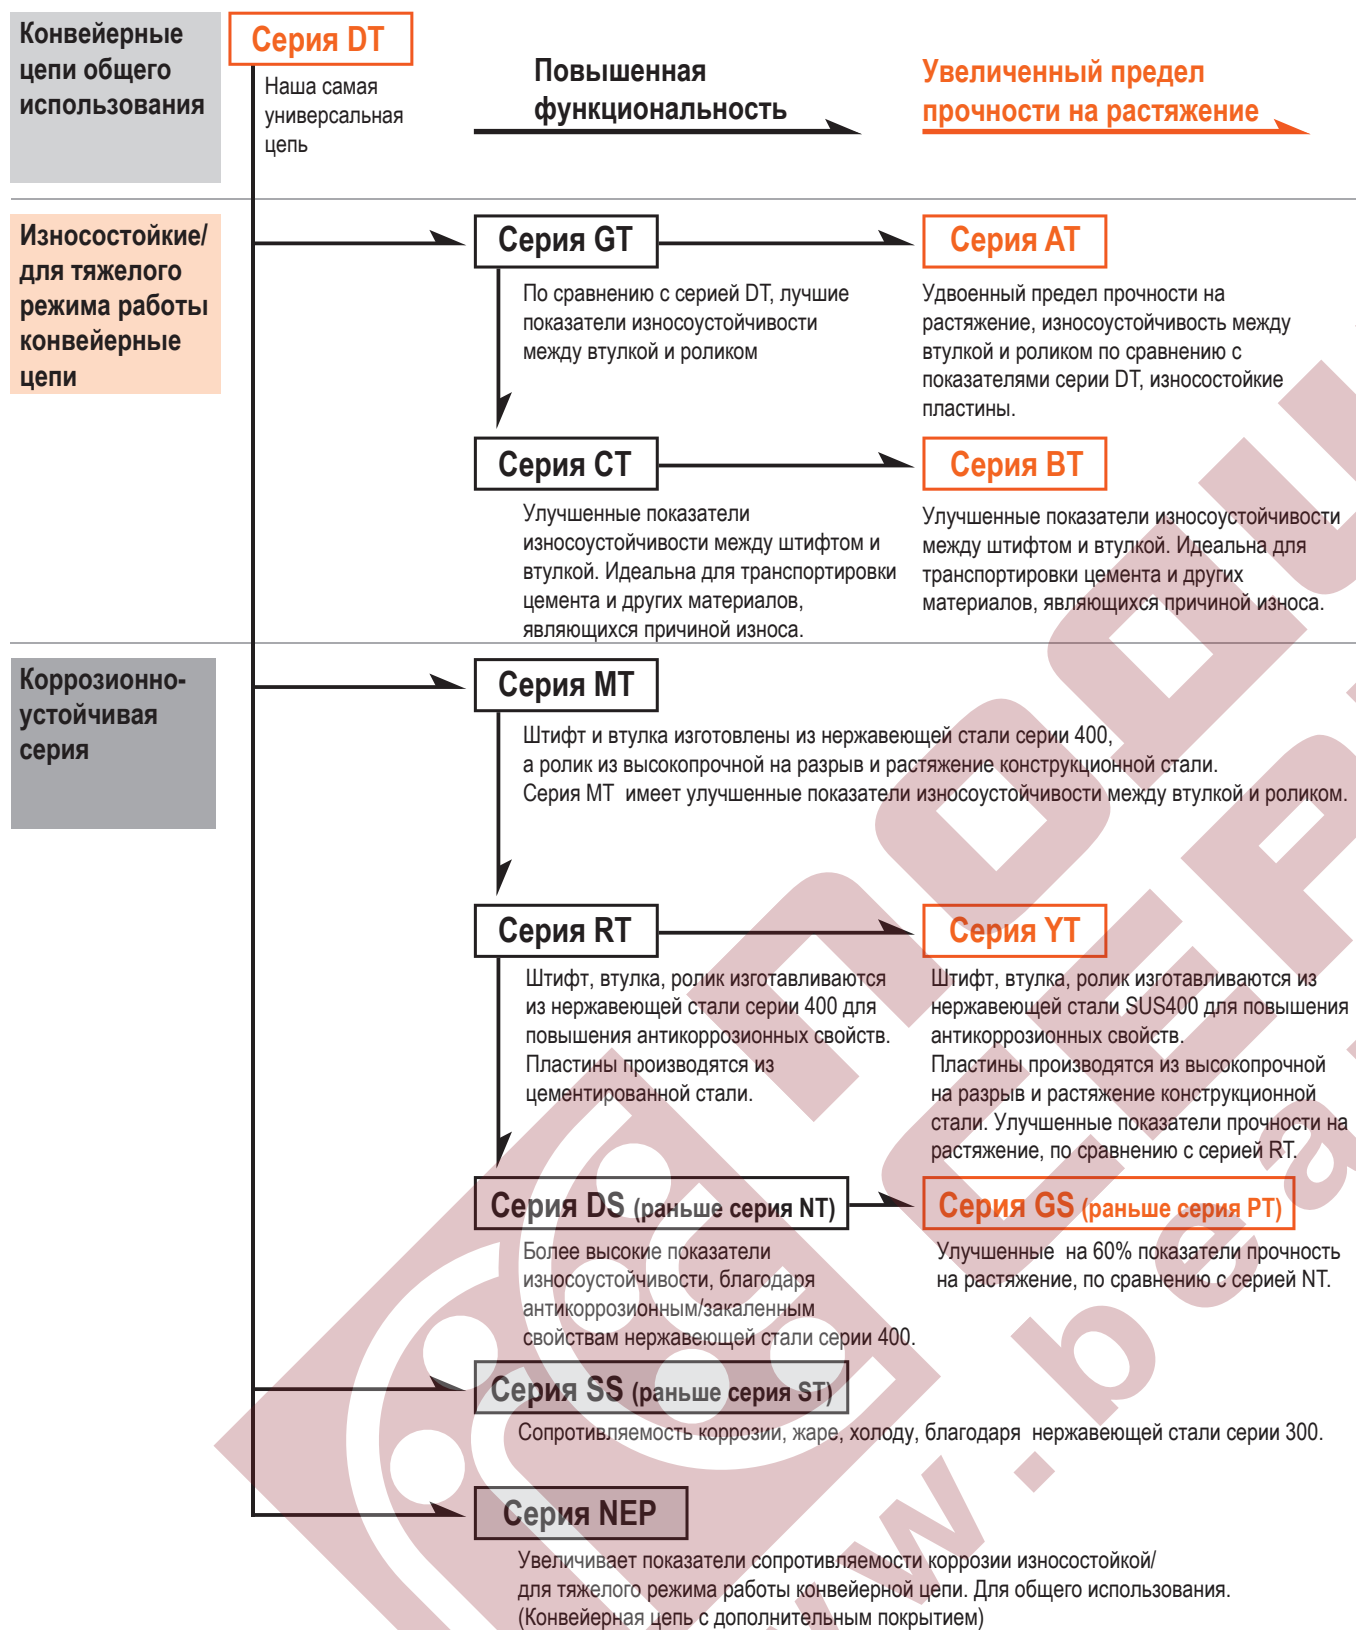 Конвейерные
цепи общего
использования
Серия DT
Наша самая
универсальная
цепь
Повышенная
функциональность
Увеличенный предел
прочности на растяжение
Износостойкие/
для тяжелого
режима работы
конвейерные
цепи
Серия GT
По сравнению с серией DT, лучшие
показатели износоустойчивости
между втулкой и роликом
Серия AT
Удвоенный предел прочности на
растяжение, износоустойчивость между
втулкой и роликом по сравнению с
показателями серии DT, износостойкие
пластины.
Серия CT
Улучшенные показатели
износоустойчивости между штифтом и
втулкой. Идеальна для транспортировки
цемента и других материалов,
являющихся причиной износа.
Серия BT
Улучшенные показатели износоустойчивости
между штифтом и втулкой. Идеальна для
транспортировки цемента и других
материалов, являющихся причиной износа.
Коррозионно-
устойчивая
серия
Серия MT
Штифт и втулка изготовлены из нержавеющей стали серии 400,
а ролик из высокопрочной на разрыв и растяжение конструкционной стали.
Серия МТ имеет улучшенные показатели износоустойчивости между втулкой и роликом.
Серия RT
Штифт, втулка, ролик изготавливаются
из нержавеющей стали серии 400 для
повышения антикоррозионных свойств.
Пластины производятся из
цементированной стали.
Серия YT
Штифт, втулка, ролик изготавливаются из
нержавеющей стали SUS400 для повышения
антикоррозионных свойств.
Пластины производятся из высокопрочной
на разрыв и растяжение конструкционной
стали. Улучшенные показатели прочности на
растяжение, по сравнению с серией RT.
Серия DS (раньше серия NT)
Более высокие показатели
износоустойчивости, благодаря
антикоррозионным/закаленным
свойствам нержавеющей стали серии 400.
Серия GS (раньше серия PT)
Улучшенные на 60% показатели прочность
на растяжение, по сравнению с серией NT.
Серия SS (раньше серия ST)
Сопротивляемость коррозии, жаре, холоду, благодаря нержавеющей стали серии 300.
Серия NEP
Увеличивает показатели сопротивляемости коррозии износостойкой/
для тяжелого режима работы конвейерной цепи. Для общего использования.
(Конвейерная цепь с дополнительным покрытием)